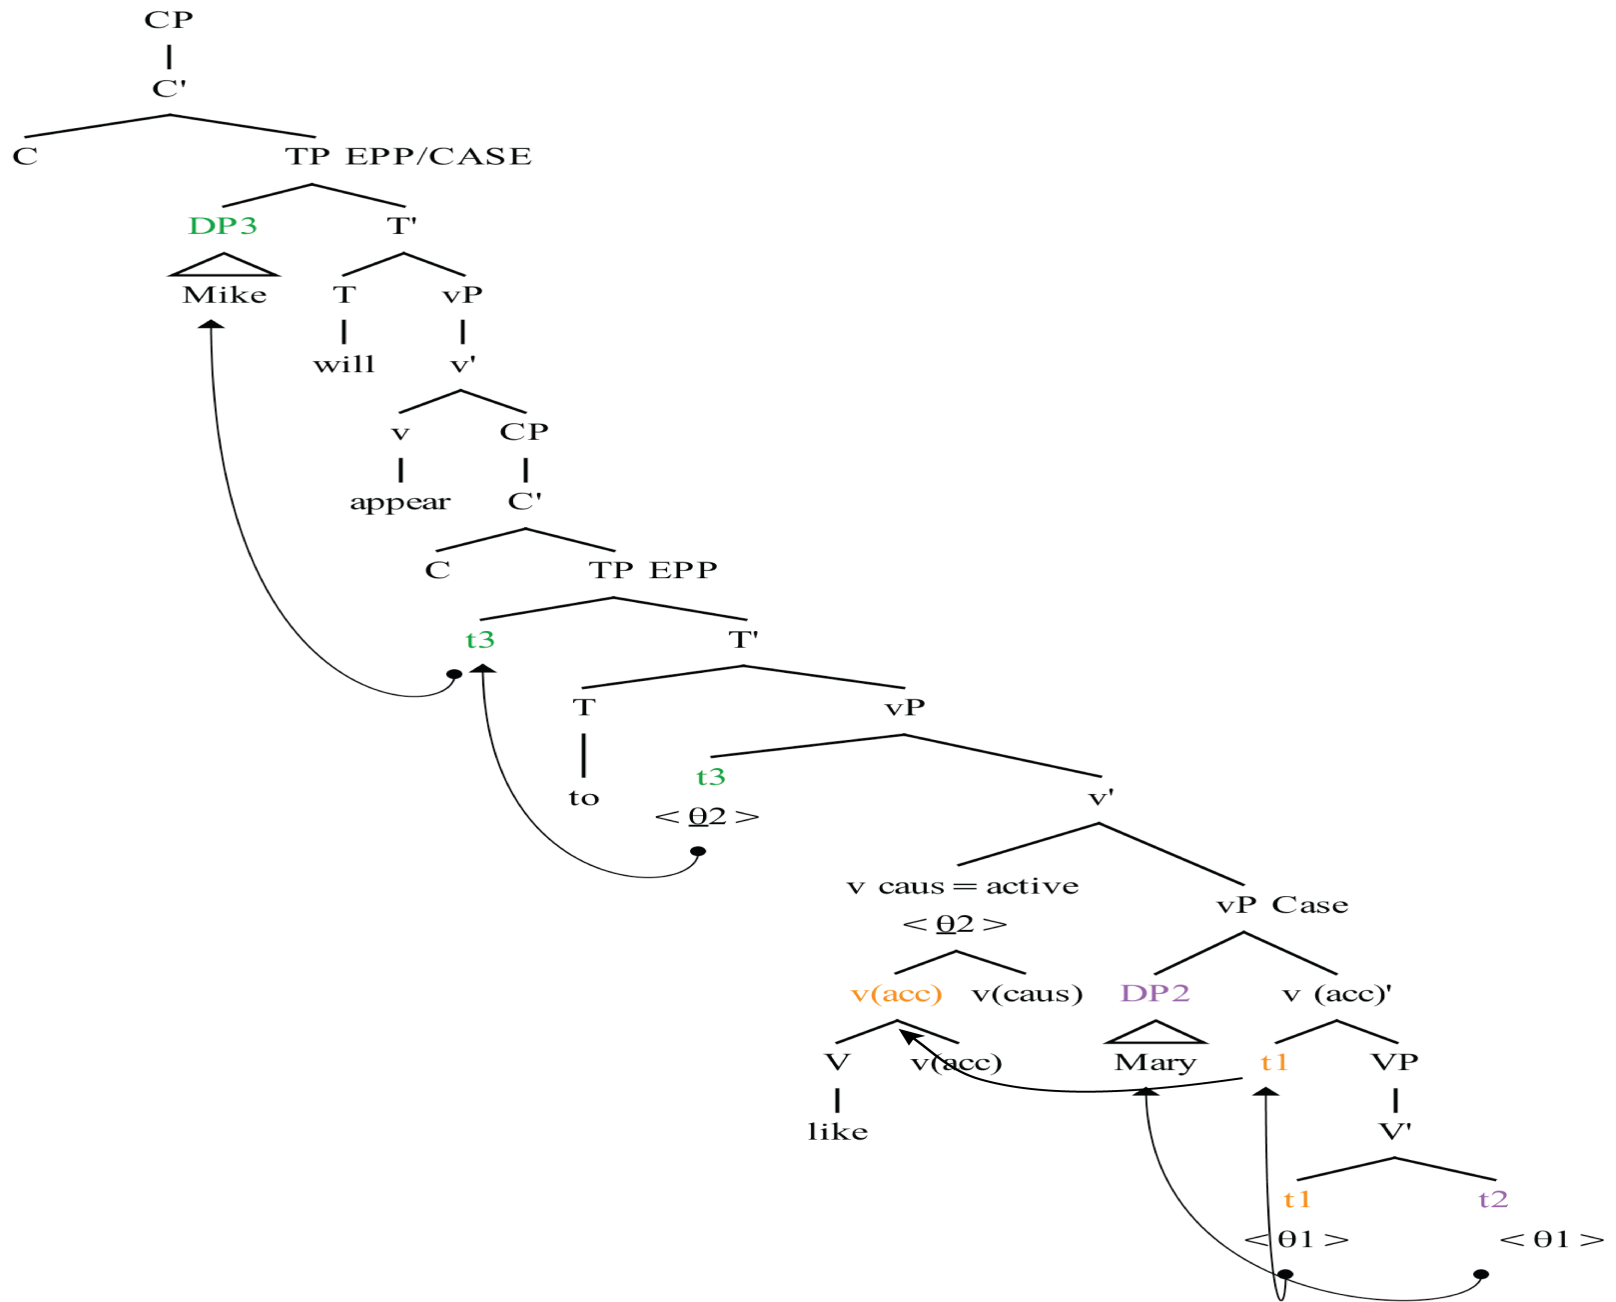 CP
C'
C TP EPP/CASE
DP3 T'
Mike T vP
will v'
v CP
appear C'
C TP EPP
t3 T'
T vP
t3
to v'
<θ2>
v caus=active
vP Case
<θ2>
v(acc) v(caus) DP2 v (acc)'
V v(acc) Mary t1 VP
like V'
t1 t2
<θ1> <θ1>